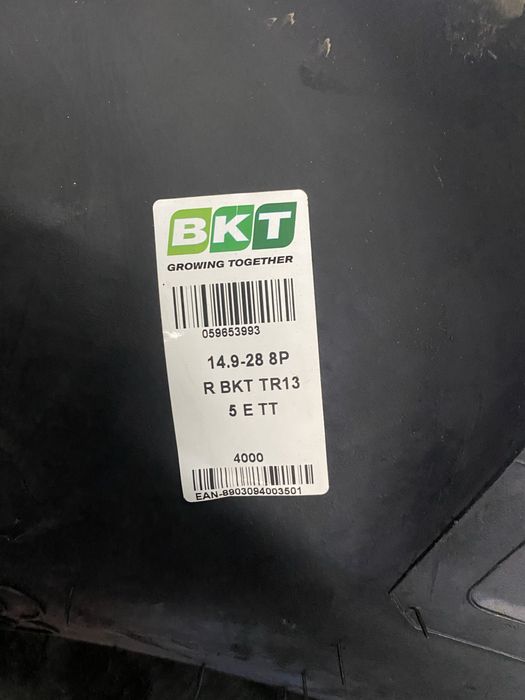 BKT
GROWING TOGETHER
059653993
14.9-28 8P
R BKT TR13
5 E TT
4000
EAN-8903094003501